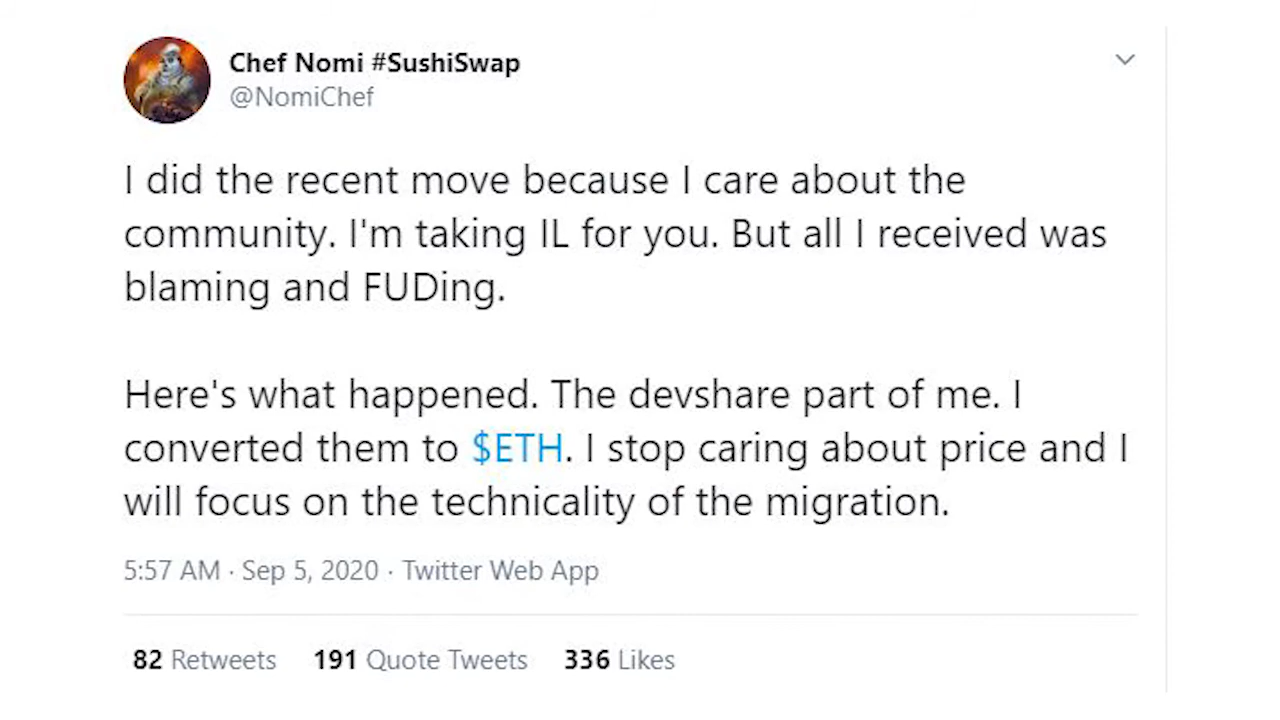 Chef Nomi #SushiSwap
@NomiChef
I did the recent move because I care about the
community. I'm taking IL for you. But all I received was
blaming and FUDing.
Here's what happened. The devshare part of me. I
converted them to $ETH. I stop caring about price and I
will focus on the technicality of the migration.
5:57 AM · Sep 5, 2020 · Twitter Web App
82 Retweets 191 Quote Tweets 336 Likes